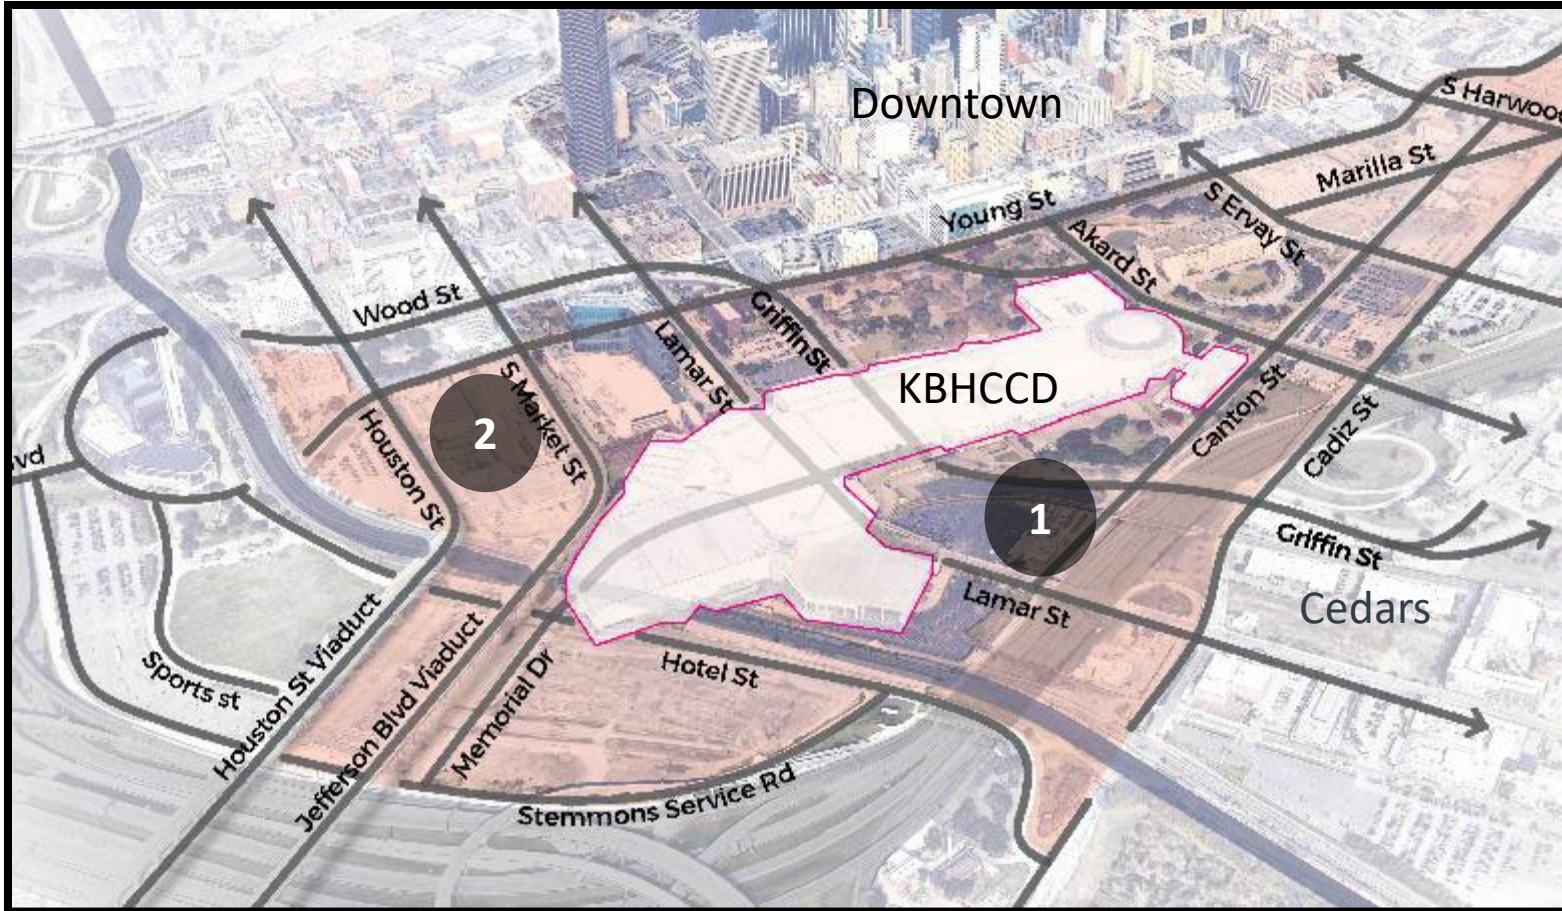 Downtown
S Harwoo
Marilla St
S Ervay St
Young St
Akard St
Wood St
Griffin St
Lamar St
S Market St
KBHCCD
Canton St
Cadiz St
Houston St
2
vd
1
Griffin St
Lamar St
Cedars
Hotel St
Sports st
Houston St Viaduct
Jefferson Blvd Viaduct
Memorial Dr
Stemmons Service Rd